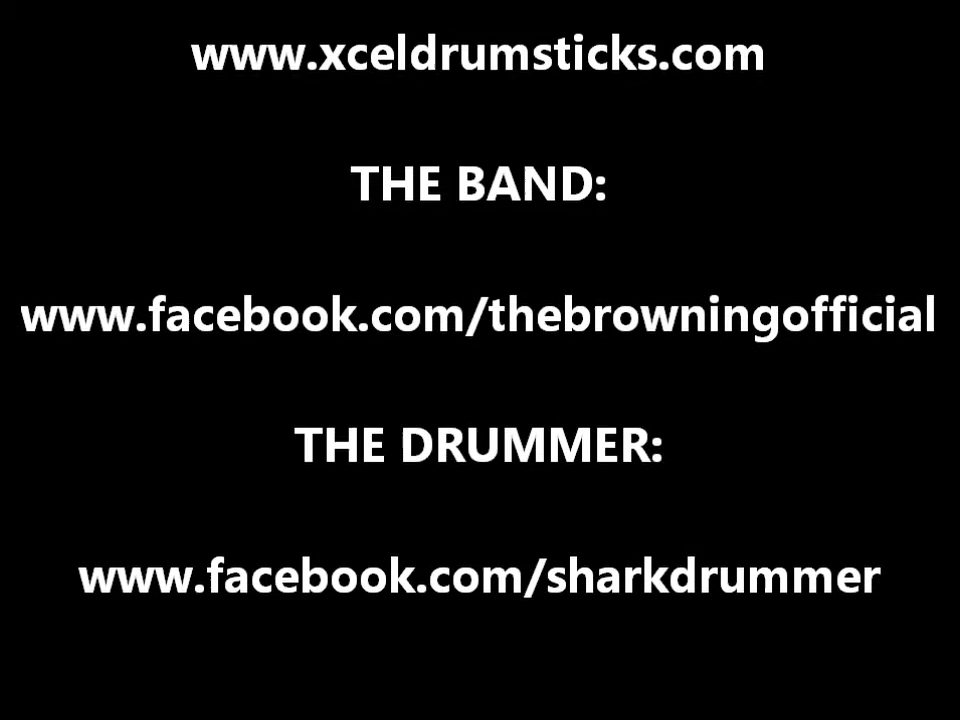 www.xceldrumsticks.com
THE BAND:
www.facebook.com/thebrowningofficial
THE DRUMMER:
www.facebook.com/sharkdrummer